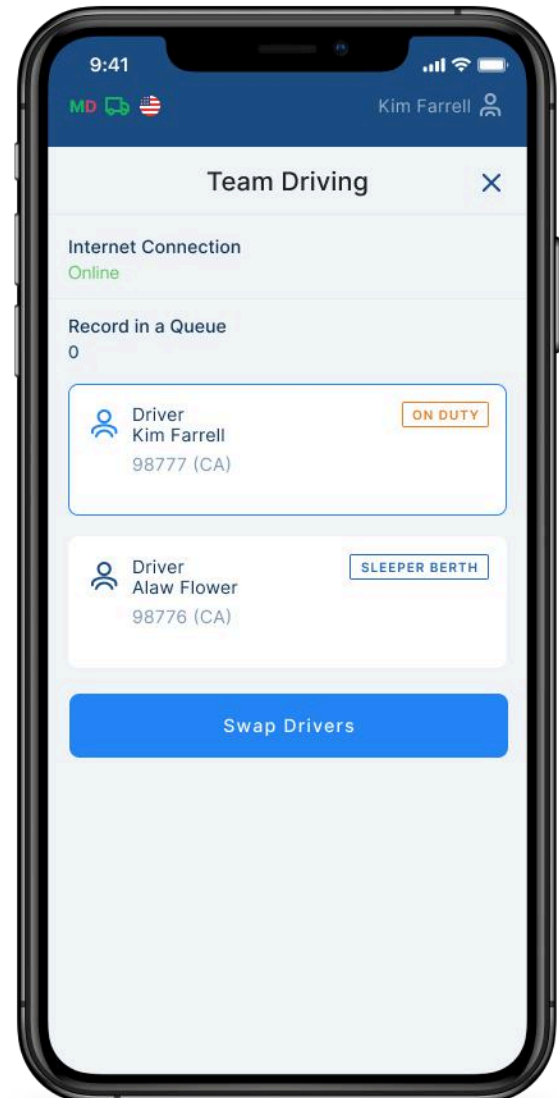 9:41
MD
Kim Farrell
Team Driving
Internet Connection
Online
Record in a Queue
0
Driver
ON DUTY
Kim Farrell
98777 (CA)
Driver
SLEEPER BERTH
Alaw Flower
98776 (CA)
Swap Drivers